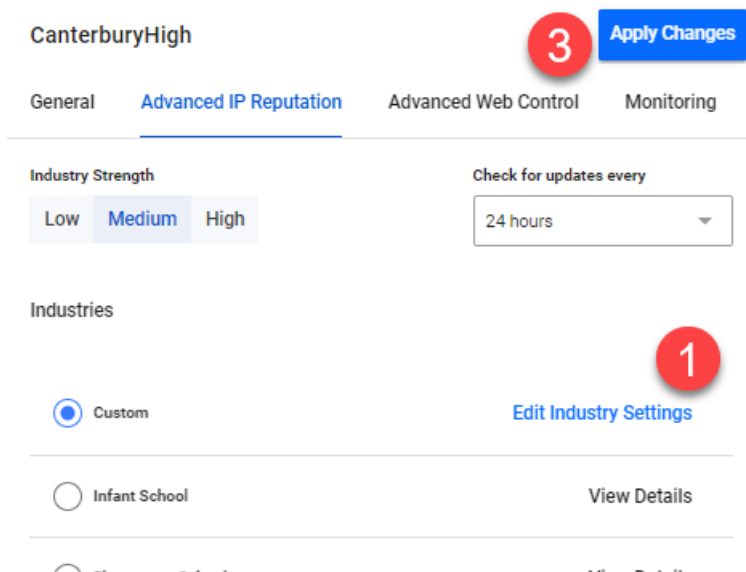 CanterburyHigh
3
Apply Changes
General Advanced IP Reputation Advanced Web Control Monitoring
Industry Strength Check for updates every
Low Medium High 24 hours
Industries
1
Custom Edit Industry Settings
Infant School View Details